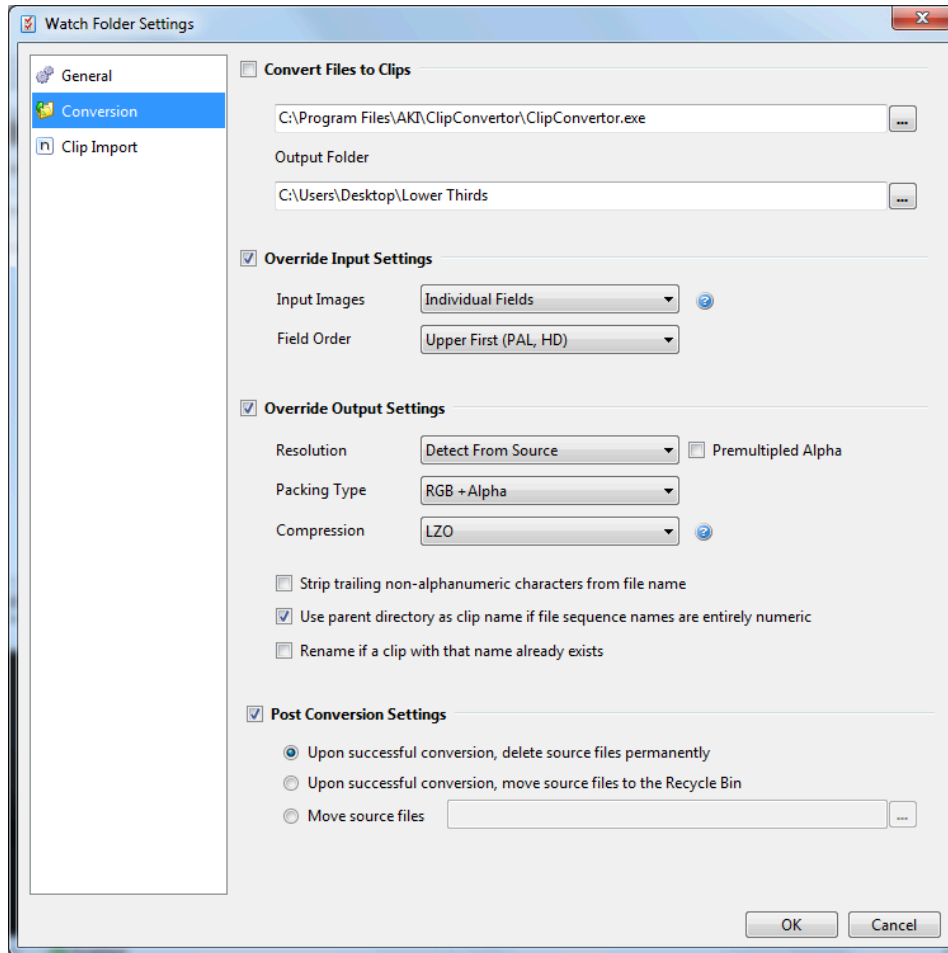 Watch Folder Settings
General
Conversion
n Clip Import
Convert Files to Clips
C:\Program Files\AKI\ClipConvertor\ClipConvertor.exe
...
Output Folder
C:\Users\Desktop\Lower Thirds
...
Override Input Settings
Input Images Individual Fields ?
Field Order Upper First (PAL, HD)
Override Output Settings
Resolution Detect From Source Premultipled Alpha
Packing Type RGB +Alpha
Compression LZO ?
Strip trailing non-alphanumeric characters from file name
Use parent directory as clip name if file sequence names are entirely numeric
Rename if a clip with that name already exists
Post Conversion Settings
Upon successful conversion, delete source files permanently
Upon successful conversion, move source files to the Recycle Bin
Move source files ...
OK Cancel